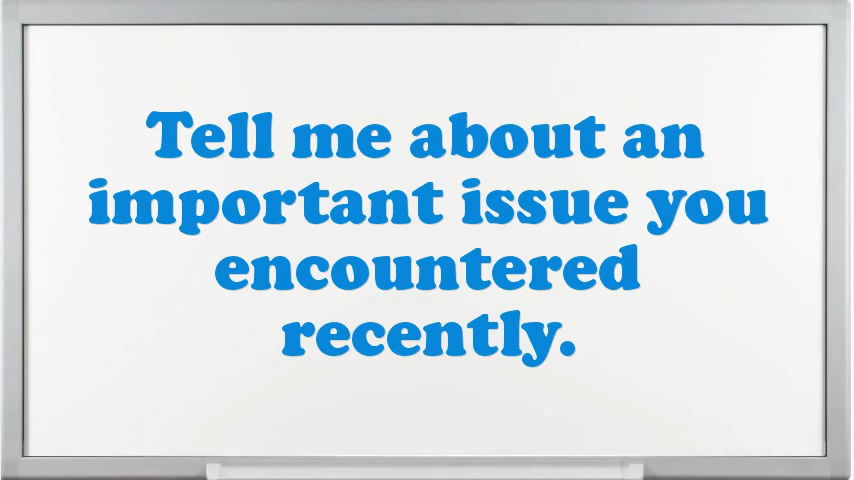 Tell me about an
important issue you
encountered
recently.